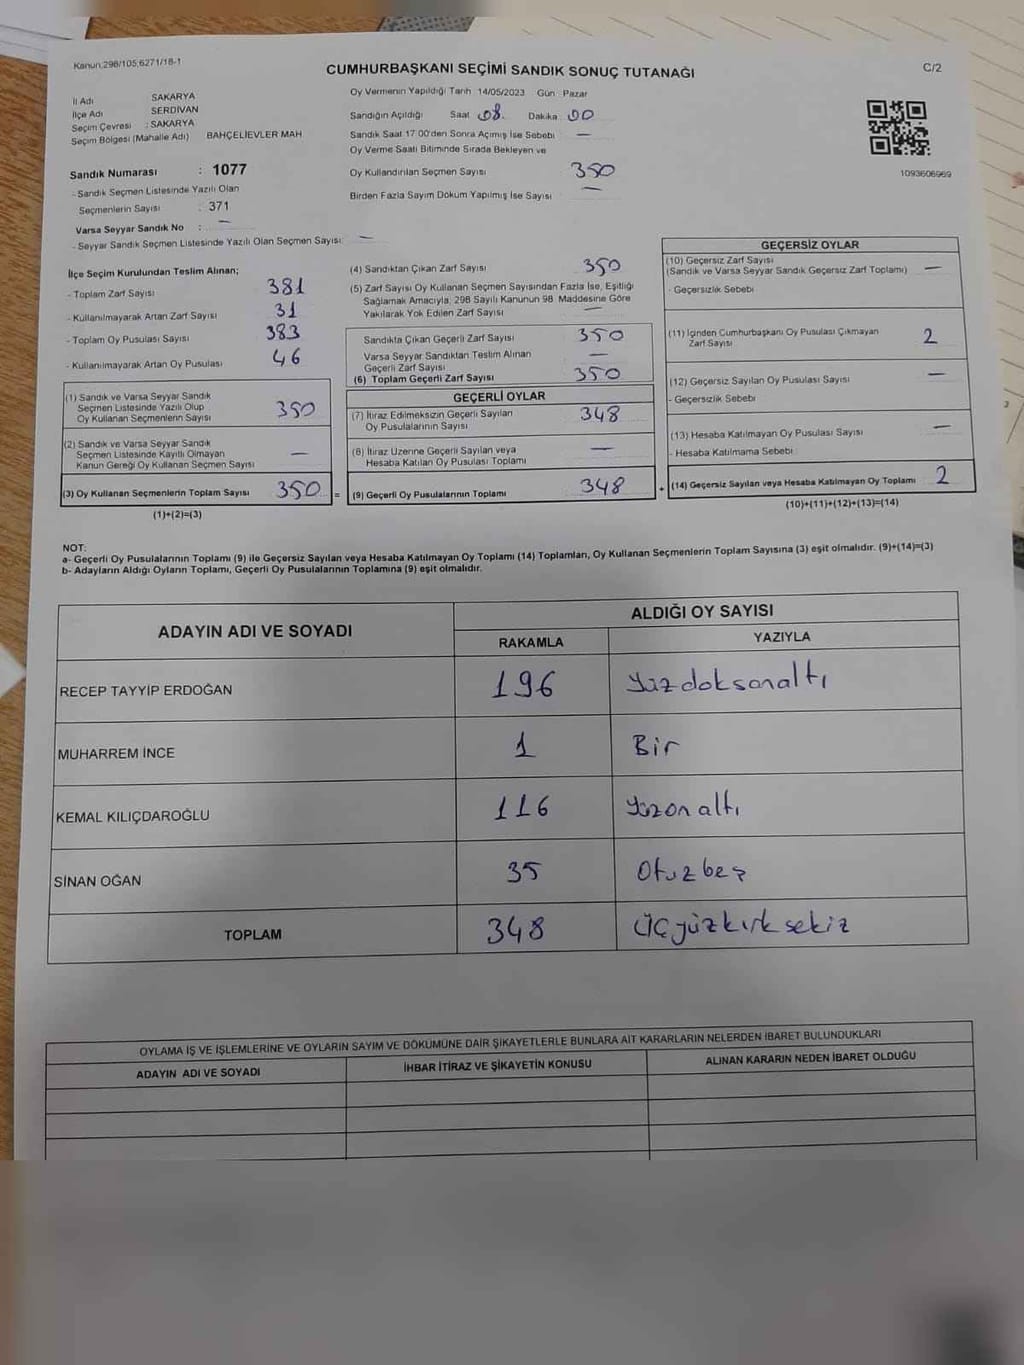 Kanun:298/105;6271/18-1
CUMHURBAŞKANI SEÇİMİ SANDIK SONUÇ TUTANAĞI
C/2
İl Adı SAKARYA
İlçe Adı SERDİVAN
Seçim Çevresi : SAKARYA
Seçim Bölgesi (Mahalle Adı) BAHÇELİEVLER MAH.
Sandık Numarası : 1077
- Sandık Seçmen Listesinde Yazılı Olan
Seçmenlerin Sayısı : 371
Varsa Seyyar Sandık No : —
- Seyyar Sandık Seçmen Listesinde Yazılı Olan Seçmen Sayısı: —
Oy Vermenin Yapıldığı Tarih 14/05/2023 Gün : Pazar
Sandığın Açıldığı Saat 08. Dakika 00
Sandık Saat 17.00'den Sonra Açımış İse Sebebi —
Oy Verme Saati Bitiminde Sırada Bekleyen ve
Oy Kullandırılan Seçmen Sayısı 350
Birden Fazla Sayım Döküm Yapılmış İse Sayısı —
1093606969
İlçe Seçim Kurulundan Teslim Alınan;
- Toplam Zarf Sayısı 381
- Kullanılmayarak Artan Zarf Sayısı 31
- Toplam Oy Pusulası Sayısı 383
- Kullanılmayarak Artan Oy Pusulası 46
(1) Sandık ve Varsa Seyyar Sandık
Seçmen Listesinde Yazılı Olup
Oy Kullanan Seçmenlerin Sayısı 350
(2) Sandık ve Varsa Seyyar Sandık
Seçmen Listesinde Kayıtlı Olmayan
Kanun Gereği Oy Kullanan Seçmen Sayısı —
(3) Oy Kullanan Seçmenlerin Toplam Sayısı 350 =
(1)+(2)=(3)
(4) Sandıktan Çıkan Zarf Sayısı 350
(5) Zarf Sayısı Oy Kullanan Seçmen Sayısından Fazla İse, Eşitliği
Sağlamak Amacıyla, 298 Sayılı Kanunun 98. Maddesine Göre
Yakılarak Yok Edilen Zarf Sayısı —
Sandıkta Çıkan Geçerli Zarf Sayısı 350
Varsa Seyyar Sandıktan Teslim Alınan
Geçerli Zarf Sayısı —
(6) Toplam Geçerli Zarf Sayısı 350
GEÇERLİ OYLAR
(7) İtiraz Edilmeksizin Geçerli Sayılan
Oy Pusulalarının Sayısı 348
(8) İtiraz Üzerine Geçerli Sayılan veya
Hesaba Katılan Oy Pusulası Toplamı —
(9) Geçerli Oy Pusulalarının Toplamı 348 +
GEÇERSİZ OYLAR
(10) Geçersiz Zarf Sayısı
(Sandık ve Varsa Seyyar Sandık Geçersiz Zarf Toplamı) —
- Geçersizlik Sebebi
(11) İçinden Cumhurbaşkanı Oy Pusulası Çıkmayan
Zarf Sayısı 2
(12) Geçersiz Sayılan Oy Pusulası Sayısı —
- Geçersizlik Sebebi
(13) Hesaba Katılmayan Oy Pusulası Sayısı —
- Hesaba Katılmama Sebebi
(14) Geçersiz Sayılan veya Hesaba Katılmayan Oy Toplamı 2
(10)+(11)+(12)+(13)=(14)
NOT:
a- Geçerli Oy Pusulalarının Toplamı (9) ile Geçersiz Sayılan veya Hesaba Katılmayan Oy Toplamı (14) Toplamları, Oy Kullanan Seçmenlerin Toplam Sayısına (3) eşit olmalıdır. (9)+(14)=(3)
b- Adayların Aldığı Oyların Toplamı, Geçerli Oy Pusulalarının Toplamına (9) eşit olmalıdır.
ADAYIN ADI VE SOYADI
ALDIĞI OY SAYISI
RAKAMLA YAZIYLA
RECEP TAYYİP ERDOĞAN 196 Yüzdoksanaltı
MUHARREM İNCE 1 Bir
KEMAL KILIÇDAROĞLU 116 Yüzonaltı
SİNAN OĞAN 35 Otuzbeş
TOPLAM 348 Üçyüzkırksekiz
OYLAMA İŞ VE İŞLEMLERİNE VE OYLARIN SAYIM VE DÖKÜMÜNE DAİR ŞİKAYETLERLE BUNLARA AİT KARARLARIN NELERDEN İBARET BULUNDUKLARI
ADAYIN ADI VE SOYADI İHBAR İTİRAZ VE ŞİKAYETİN KONUSU ALINAN KARARIN NEDEN İBARET OLDUĞU